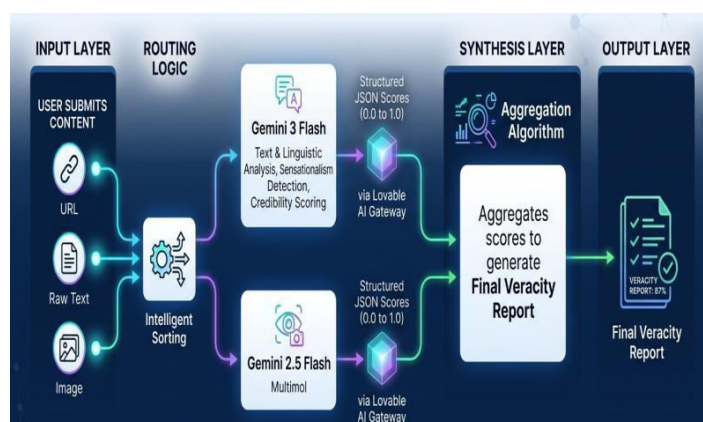 INPUT LAYER
USER SUBMITS
CONTENT
URL
Raw Text
Image
ROUTING
LOGIC
Intelligent
Sorting
A
Gemini 3 Flash
Text & Linguistic
Analysis, Sensationalism
Detection,
Credibility Scoring
Gemini 2.5 Flash
Multimol
Structured
JSON Scores
(0.0 to 1.0)
via Lovable
AI Gateway
Structured
JSON Scores
(0.0 to 1.0)
via Lovable
AI Gateway
SYNTHESIS LAYER
Aggregation
Algorithm
Aggregates
scores to
generate
Final Veracity
Report
OUTPUT LAYER
VERACITY
REPORT: 87%
Final Veracity
Report